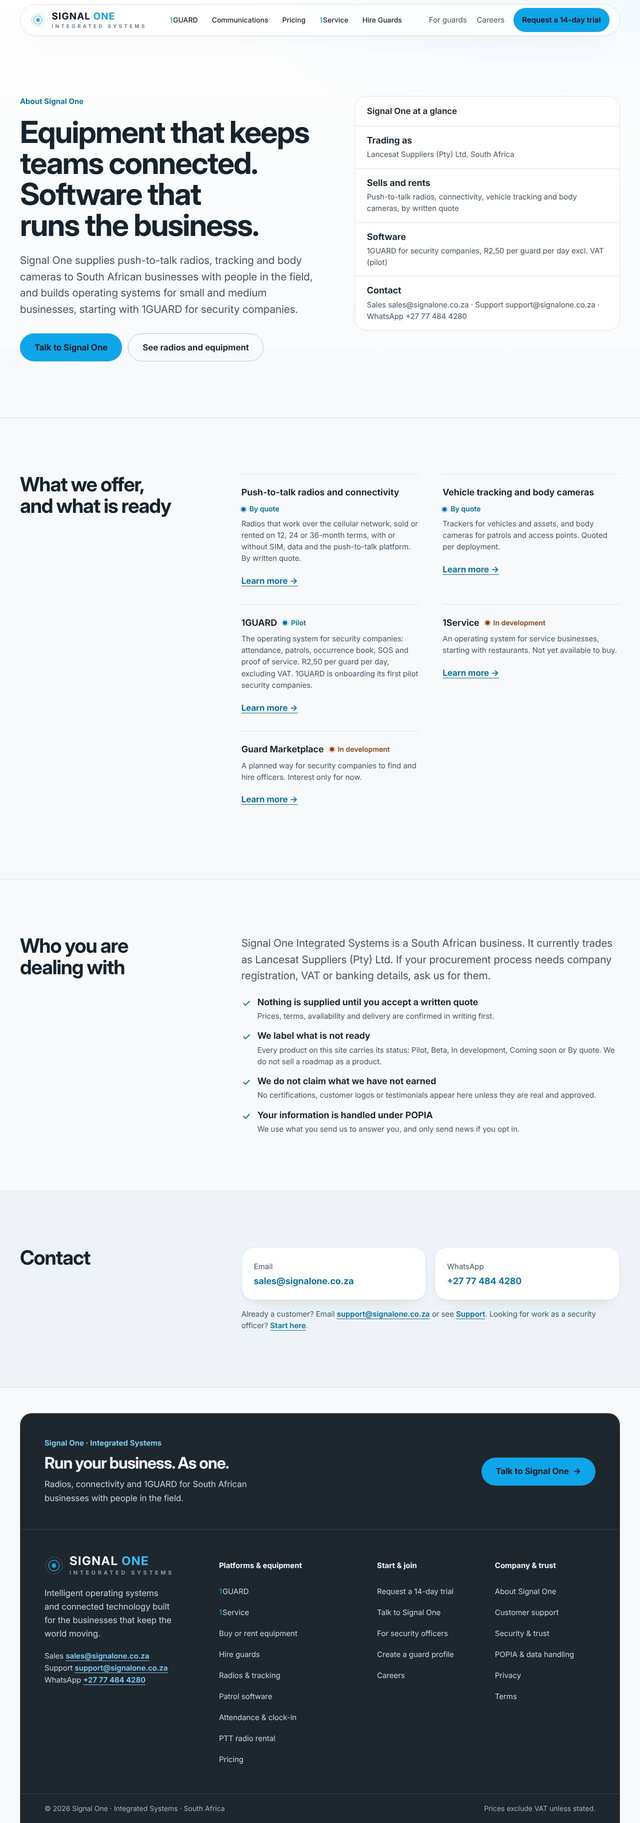 SIGNAL ONE
INTEGRATED SYSTEMS
1GUARD
Communications
Pricing
1Service
Hire Guards
For guards
Careers
Request a 14-day trial
About Signal One
Equipment that keeps
teams connected.
Software that
runs the business.
Signal One supplies push-to-talk radios, tracking and body
cameras to South African businesses with people in the field,
and builds operating systems for small and medium
businesses, starting with 1GUARD for security companies.
Talk to Signal One
See radios and equipment
Signal One at a glance
Trading as
Lancesat Suppliers (Pty) Ltd, South Africa
Sells and rents
Push-to-talk radios, connectivity, vehicle tracking and body
cameras, by written quote
Software
1GUARD for security companies, R2,50 per guard per day excl. VAT
(pilot)
Contact
Sales sales@signalone.co.za · Support support@signalone.co.za ·
WhatsApp +27 77 484 4280
What we offer,
and what is ready
Push-to-talk radios and connectivity
By quote
Radios that work over the cellular network, sold or
rented on 12, 24 or 36-month terms, with or
without SIM, data and the push-to-talk platform.
By written quote.
Learn more →
Vehicle tracking and body cameras
By quote
Trackers for vehicles and assets, and body
cameras for patrols and access points. Quoted
per deployment.
Learn more →
1GUARD Pilot
The operating system for security companies:
attendance, patrols, occurrence book, SOS and
proof of service. R2,50 per guard per day,
excluding VAT. 1GUARD is onboarding its first pilot
security companies.
Learn more →
1Service In development
An operating system for service businesses,
starting with restaurants. Not yet available to buy.
Learn more →
Guard Marketplace In development
A planned way for security companies to find and
hire officers. Interest only for now.
Learn more →
Who you are
dealing with
Signal One Integrated Systems is a South African business. It currently trades
as Lancesat Suppliers (Pty) Ltd. If your procurement process needs company
registration, VAT or banking details, ask us for them.
Nothing is supplied until you accept a written quote
Prices, terms, availability and delivery are confirmed in writing first.
We label what is not ready
Every product on this site carries its status: Pilot, Beta, In development, Coming soon or By quote. We
do not sell a roadmap as a product.
We do not claim what we have not earned
No certifications, customer logos or testimonials appear here unless they are real and approved.
Your information is handled under POPIA
We use what you send us to answer you, and only send news if you opt in.
Contact
Email
sales@signalone.co.za
WhatsApp
+27 77 484 4280
Already a customer? Email support@signalone.co.za or see Support. Looking for work as a security
officer? Start here.
Signal One · Integrated Systems
Run your business. As one.
Radios, connectivity and 1GUARD for South African
businesses with people in the field.
Talk to Signal One →
SIGNAL ONE
INTEGRATED SYSTEMS
Intelligent operating systems
and connected technology built
for the businesses that keep the
world moving.
Sales sales@signalone.co.za
Support support@signalone.co.za
WhatsApp +27 77 484 4280
Platforms & equipment
1GUARD
1Service
Buy or rent equipment
Hire guards
Radios & tracking
Patrol software
Attendance & clock-in
PTT radio rental
Pricing
Start & join
Request a 14-day trial
Talk to Signal One
For security officers
Create a guard profile
Careers
Company & trust
About Signal One
Customer support
Security & trust
POPIA & data handling
Privacy
Terms
© 2026 Signal One · Integrated Systems · South Africa
Prices exclude VAT unless stated.